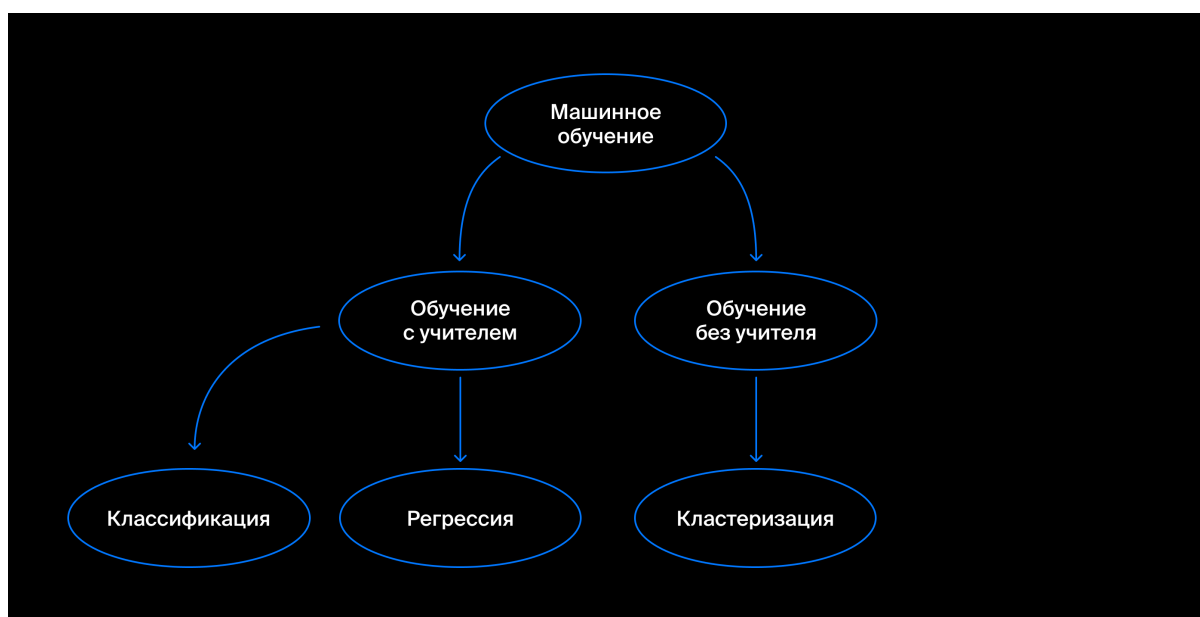 Машинное
обучение
Обучение
с учителем
Обучение
без учителя
Классификация
Регрессия
Кластеризация